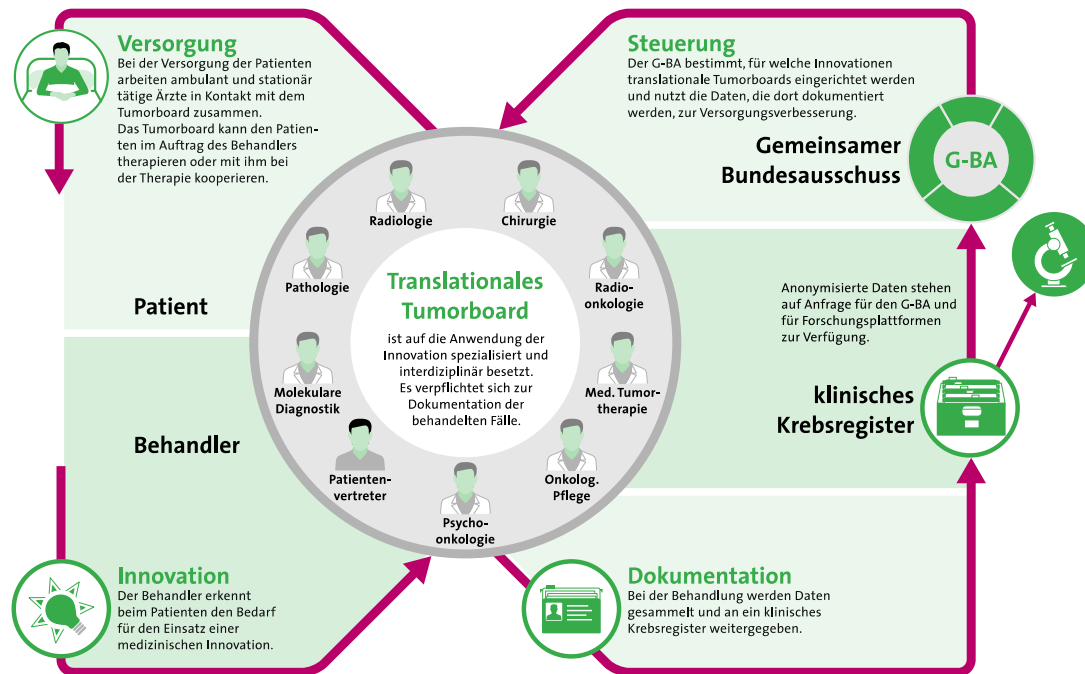 Versorgung
Bei der Versorgung der Patienten
arbeiten ambulant und stationär
tätige Ärzte in Kontakt mit dem
Tumorboard zusammen.
Das Tumorboard kann den Patien-
ten im Auftrag des Behandlers
therapieren oder mit ihm bei
der Therapie kooperieren.
Patient
Behandler
Innovation
Der Behandler erkennt
beim Patienten den Bedarf
für den Einsatz einer
medizinischen Innovation.
Radiologie
Chirurgie
Pathologie
Radio-
onkologie
Molekulare
Diagnostik
Med. Tumor-
therapie
Patienten-
vertreter
Onkolog.
Pflege
Psycho-
onkologie
Translationales
Tumorboard
ist auf die Anwendung der
Innovation spezialisiert und
interdiziplinär besetzt.
Es verpflichtet sich zur
Dokumentation der
behandelten Fälle.
Steuerung
Der G-BA bestimmt, für welche Innovationen
translationale Tumorboards eingerichtet werden
und nutzt die Daten, die dort dokumentiert
werden, zur Versorgungsverbesserung.
Gemeinsamer
Bundesausschuss
G-BA
Anonymisierte Daten stehen
auf Anfrage für den G-BA und
für Forschungsplattformen
zur Verfügung.
klinisches
Krebsregister
Dokumentation
Bei der Behandlung werden Daten
gesammelt und an ein klinisches
Krebsregister weitergegeben.